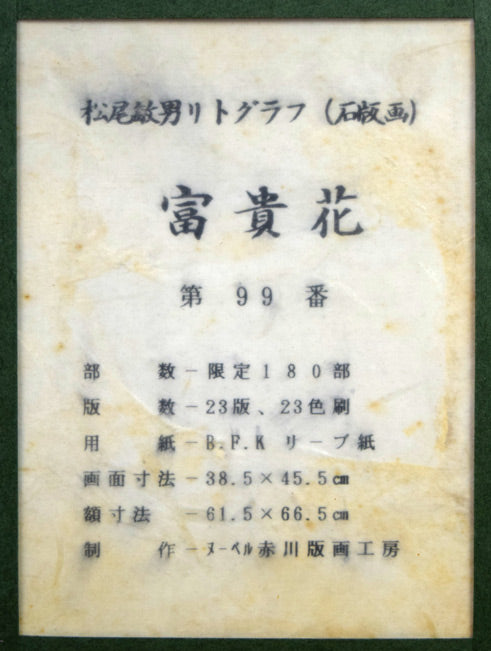 松尾敏男リトグラフ(石版画)
富貴花
第 99 番
部　　数－限定180部
版　　数－23版、23色刷
用　　紙－B.F.K リーブ紙
画面寸法－38.5×45.5㎝
額寸法　－61.5×66.5㎝
制　　作－ﾇｰﾍﾞﾙ赤川版画工房